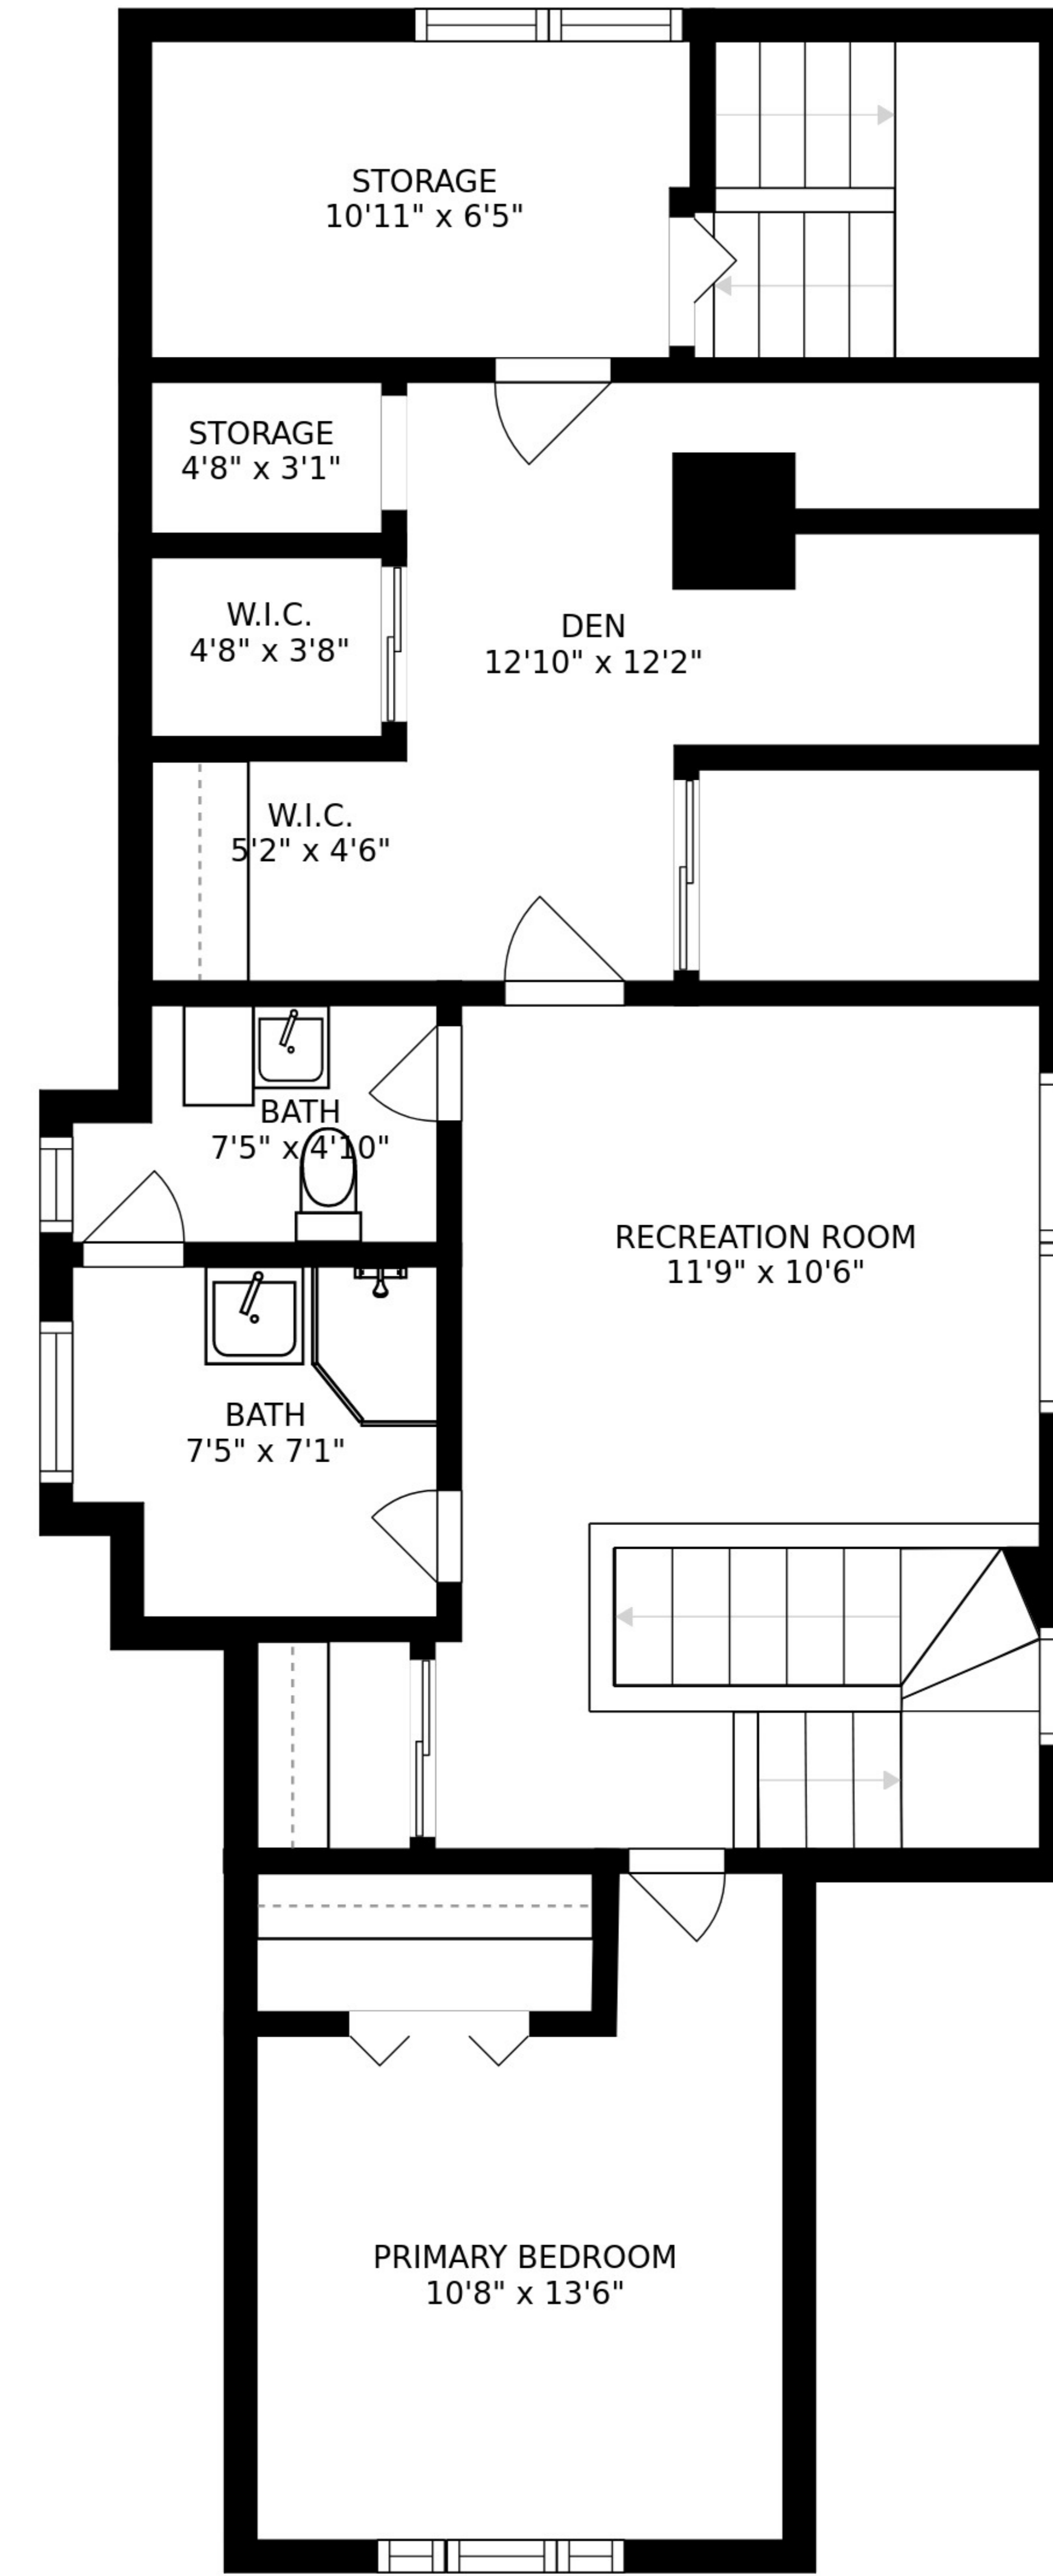 STORAGE
10'11" x 6'5"
STORAGE
4'8" x 3'1"
W.I.C.
4'8" x 3'8"
DEN
12'10" x 12'2"
W.I.C.
5'2" x 4'6"
BATH
7'5" x 4'10"
RECREATION ROOM
11'9" x 10'6"
BATH
7'5" x 7'1"
PRIMARY BEDROOM
10'8" x 13'6"